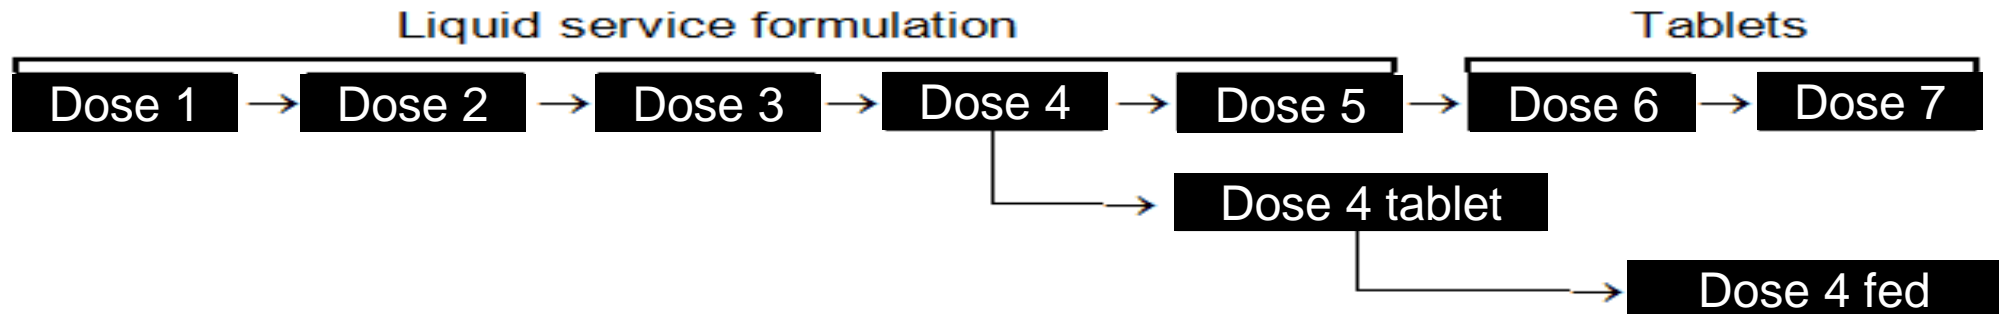 Liquid service formulation
Tablets
Dose 1
Dose 2
Dose 3
Dose 4
Dose 5
Dose 6
Dose 7
Dose 4 tablet
Dose 4 fed